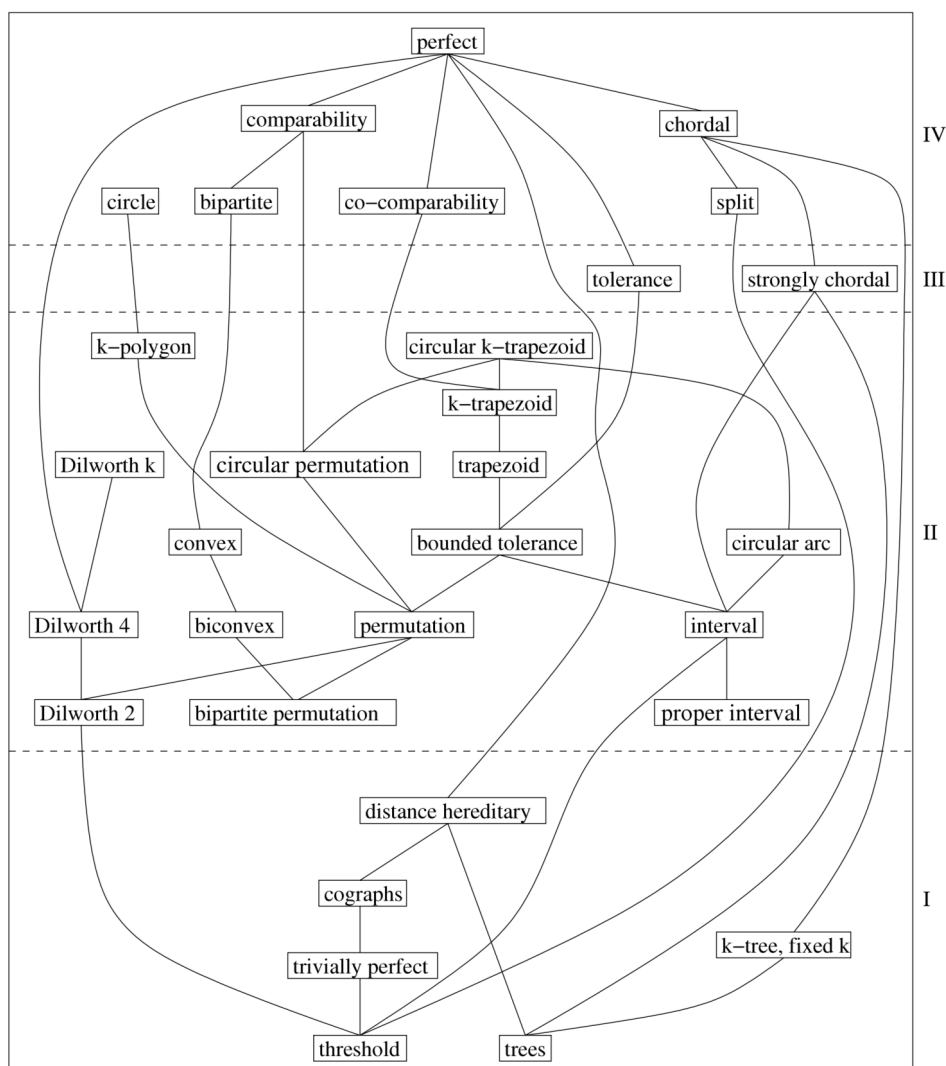 perfect
comparability
chordal
IV
circle
bipartite
co−comparability
split
tolerance
strongly chordal
III
k−polygon
circular k−trapezoid
k−trapezoid
Dilworth k
circular permutation
trapezoid
convex
bounded tolerance
circular arc
II
Dilworth 4
biconvex
permutation
interval
Dilworth 2
bipartite permutation
proper interval
distance hereditary
cographs
I
k−tree, fixed k
trivially perfect
threshold
trees